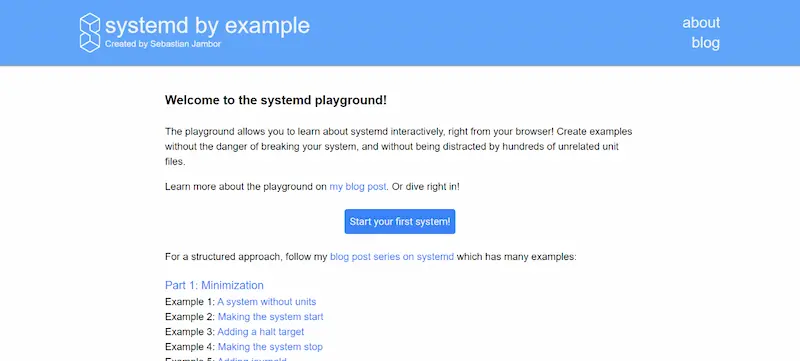 systemd by example
Created by Sebastian Jambor
about
blog
Welcome to the systemd playground!
The playground allows you to learn about systemd interactively, right from your browser! Create examples
without the danger of breaking your system, and without being distracted by hundreds of unrelated unit
files.
Learn more about the playground on my blog post. Or dive right in!
Start your first system!
For a structured approach, follow my blog post series on systemd which has many examples:
Part 1: Minimization
Example 1: A system without units
Example 2: Making the system start
Example 3: Adding a halt target
Example 4: Making the system stop
Example 5: Adding journald